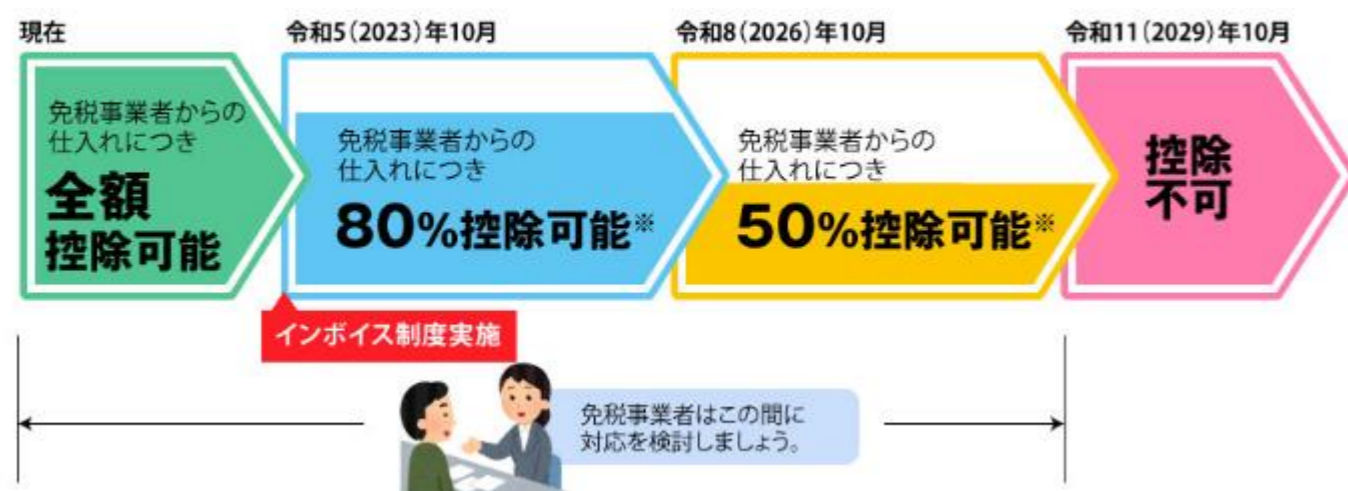 現在
令和5(2023)年10月
令和8(2026)年10月
令和11(2029)年10月
免税事業者からの
仕入れにつき
全額
控除可能
免税事業者からの
仕入れにつき
80%控除可能※
免税事業者からの
仕入れにつき
50%控除可能※
控除
不可
インボイス制度実施
免税事業者はこの間に
対応を検討しましょう。